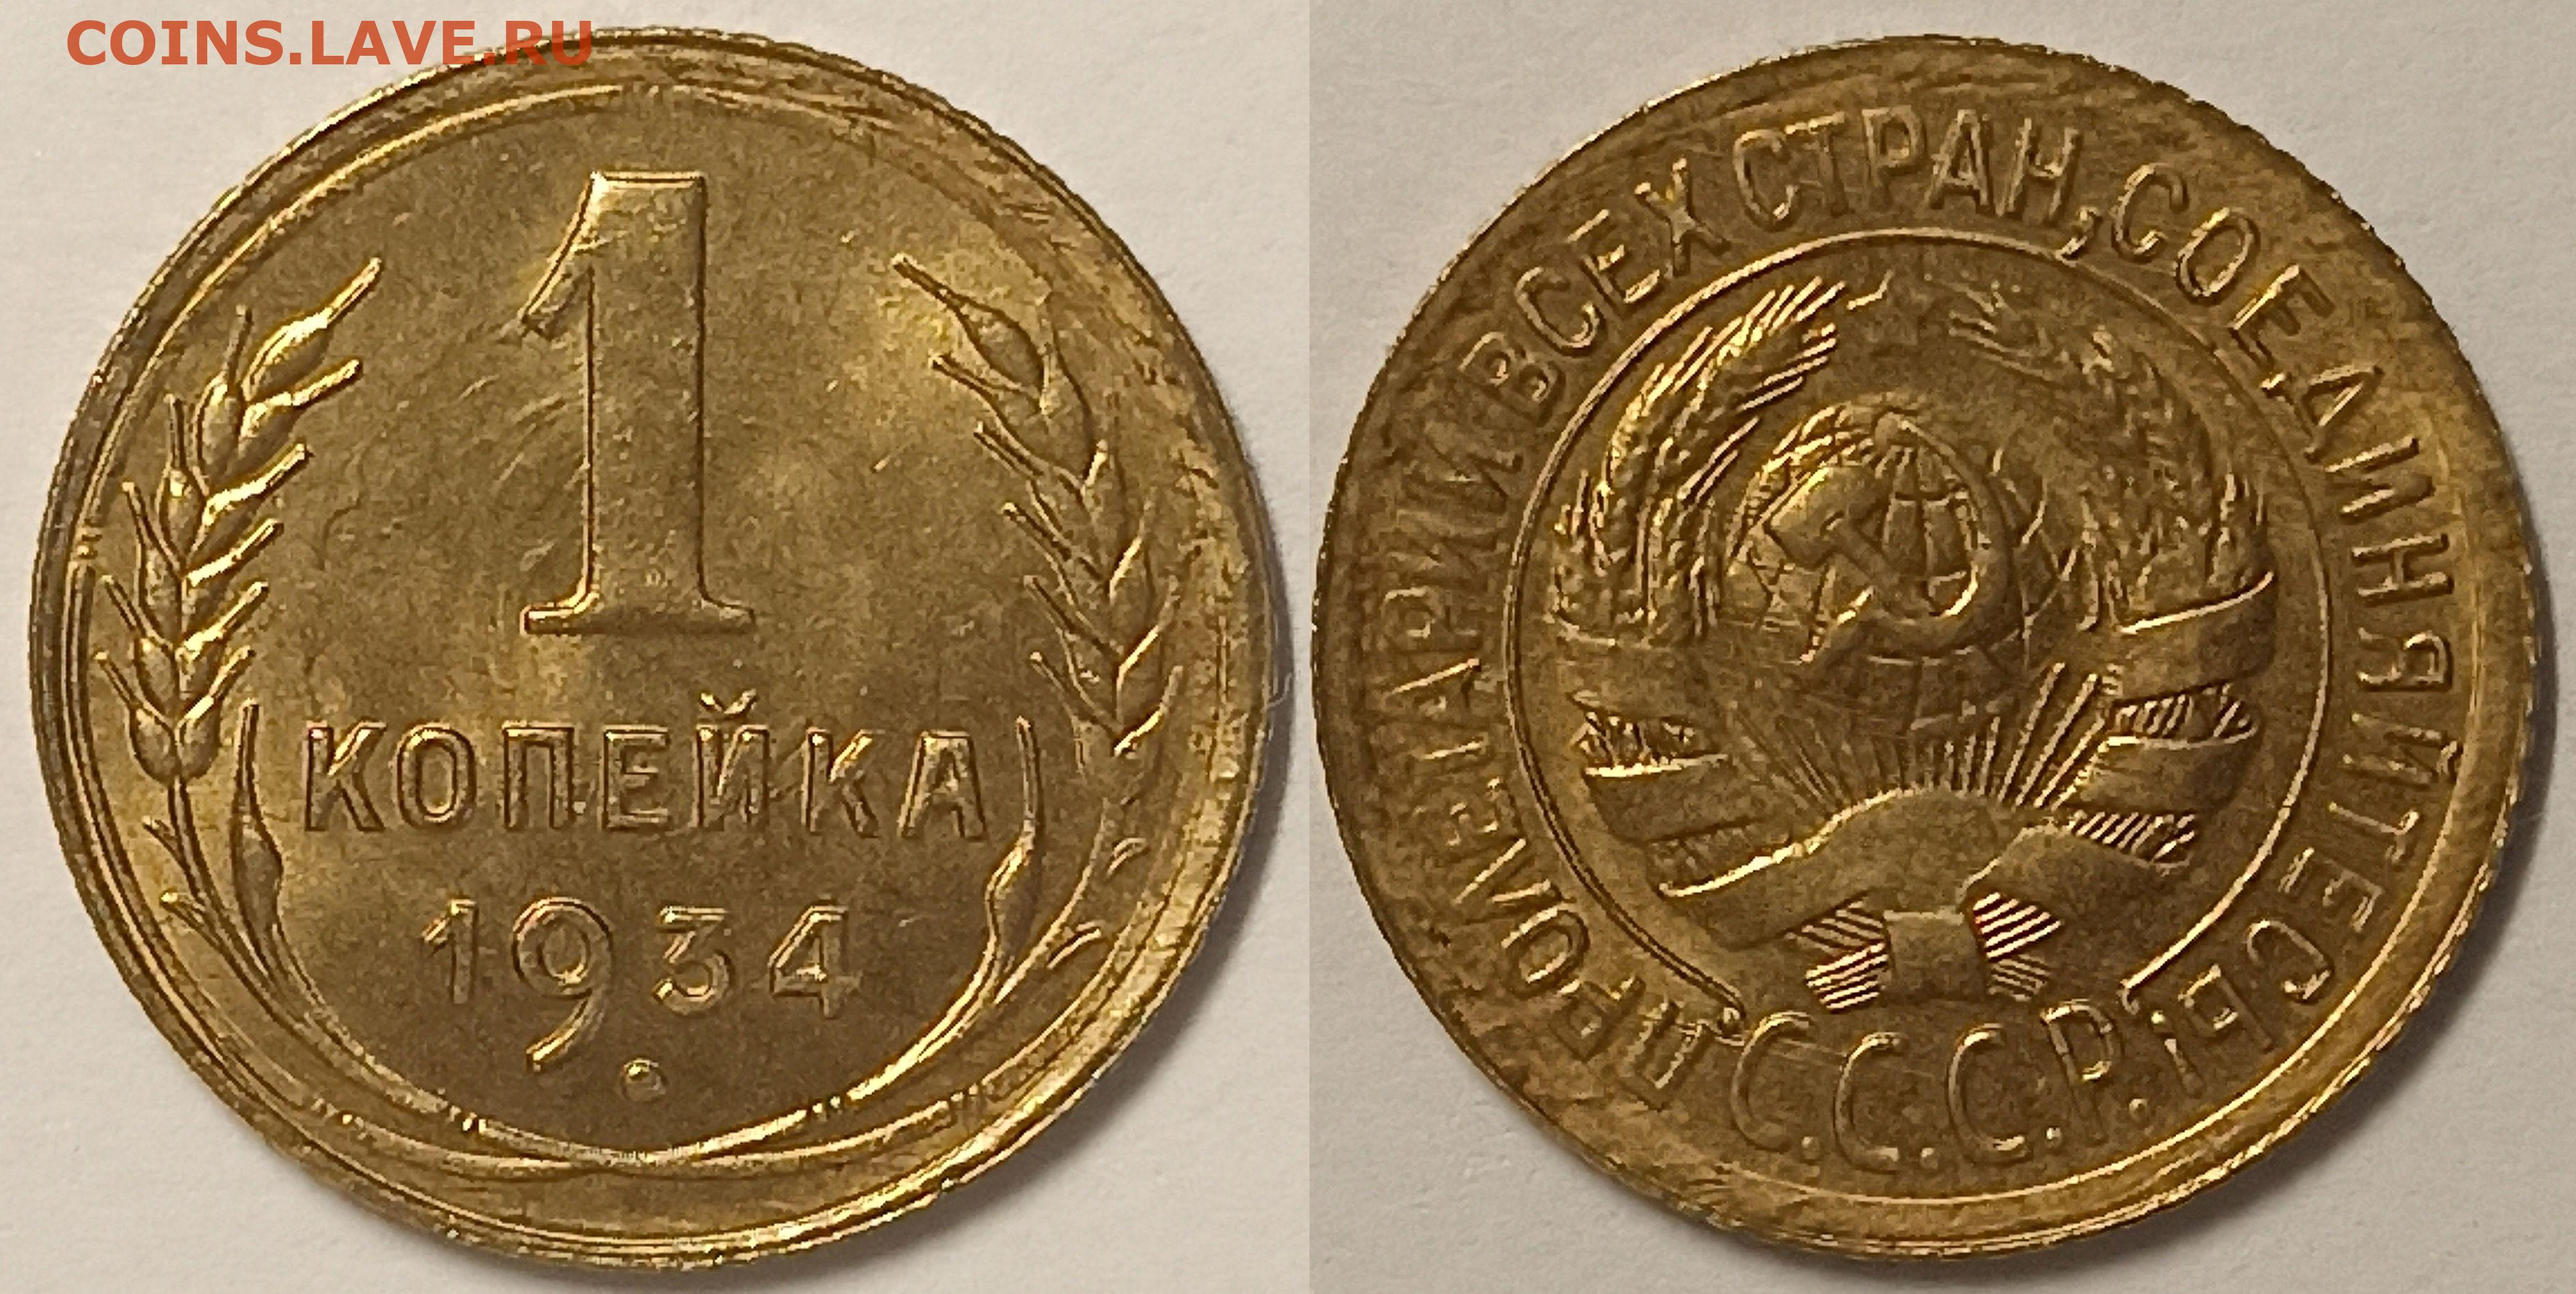 COINS.LAVE.RU
1
КОПЕЙКА
1934
ПРОЛЕТАРИИ ВСЕХ СТРАН, СОЕДИНЯЙТЕСЬ!
С.С.С.Р.